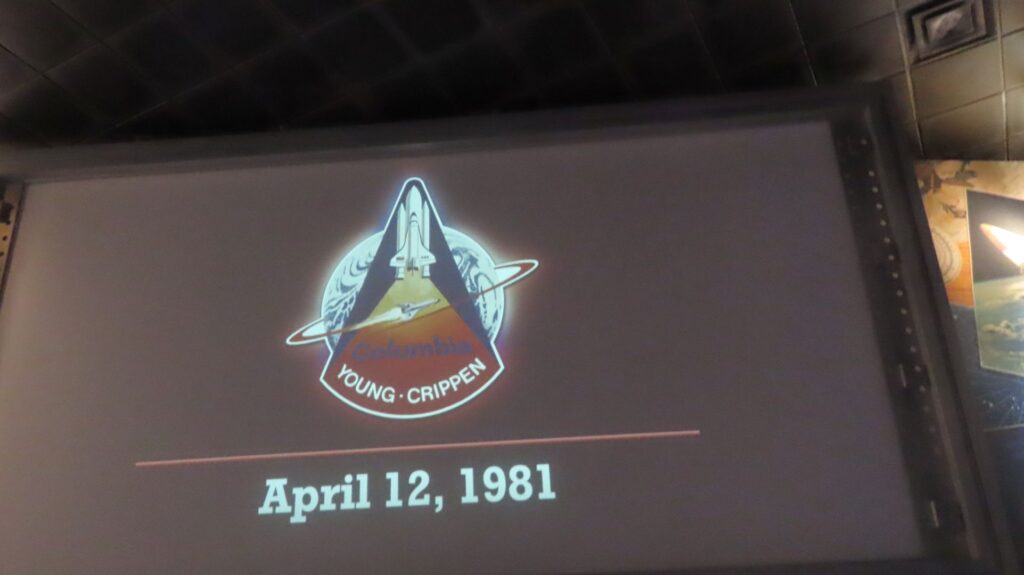 Columbia
YOUNG · CRIPPEN
April 12, 1981